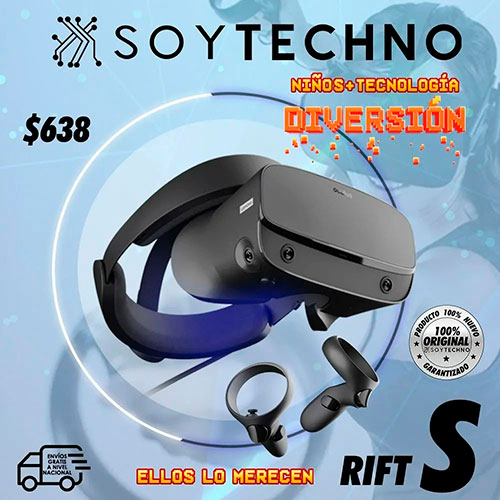 SOYTECHNO
NIÑOS+TECNOLOGÍA
DIVERSIÓN
$638
PRODUCTO 100% NUEVO
100%
ORIGINAL
SOYTECHNO
GARANTIZADO
ENVÍOS
GRATIS
A NIVEL
NACIONAL
ELLOS LO MERECEN
RIFT S